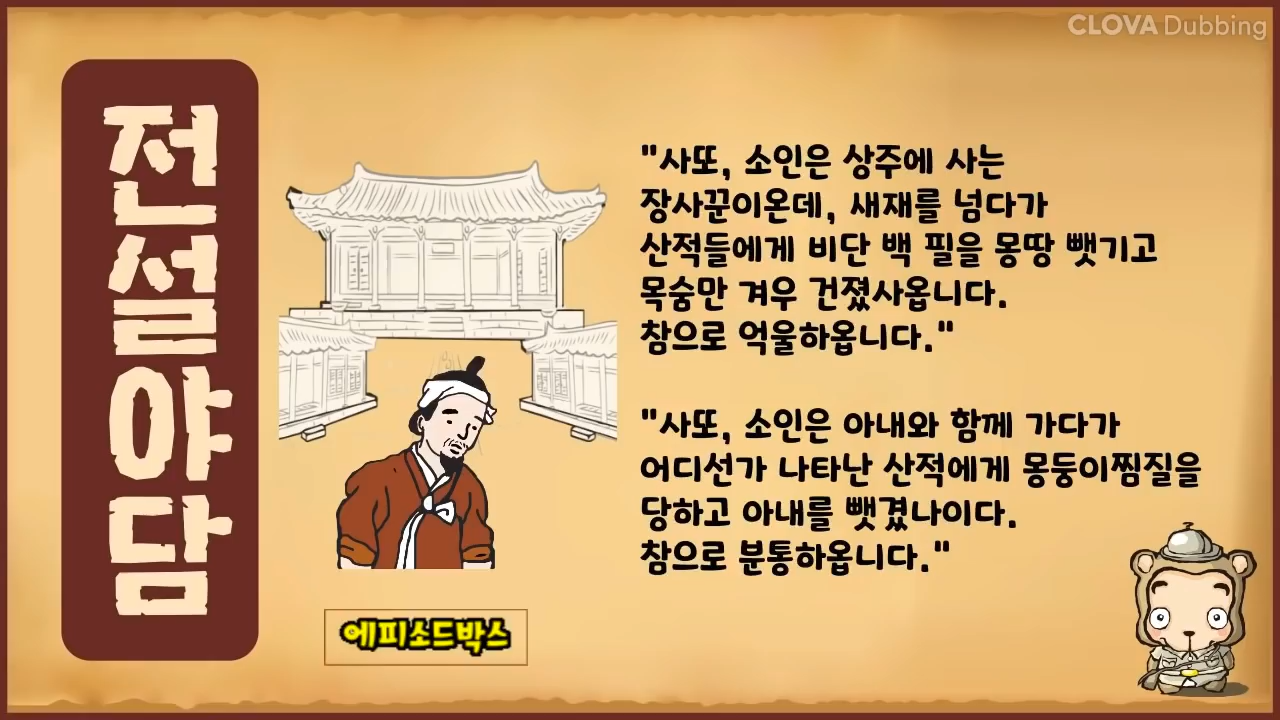 CLOVA Dubbing
전설야담
"사또, 소인은 상주에 사는
장사꾼이온데, 새재를 넘다가
산적들에게 비단 백 필을 몽땅 뺏기고
목숨만 겨우 건졌사옵니다.
참으로 억울하옵니다."
"사또, 소인은 아내와 함께 가다가
어디선가 나타난 산적에게 몽둥이찜질을
당하고 아내를 뺏겼나이다.
참으로 분통하옵니다."
에피소드박스